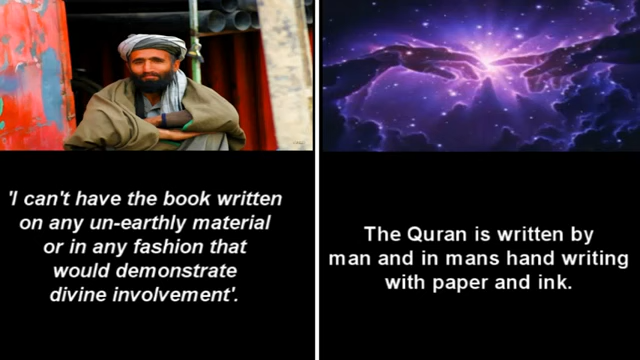 'I can't have the book written
on any un-earthly material
or in any fashion that
would demonstrate
divine involvement'.
The Quran is written by
man and in mans hand writing
with paper and ink.